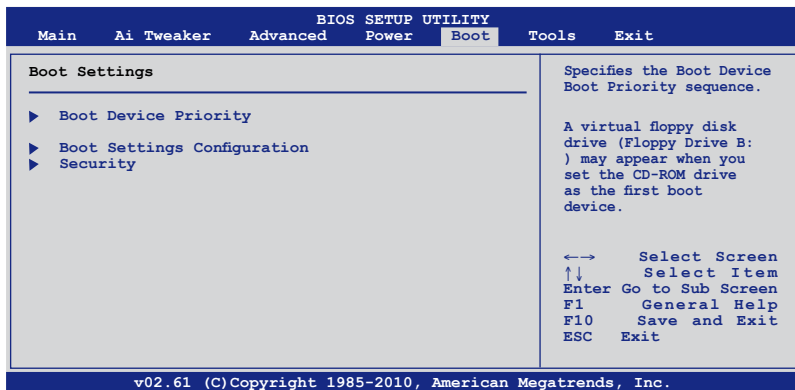 BIOS SETUP UTILITY
Main Ai Tweaker Advanced Power Boot Tools Exit
Boot Settings
Boot Device Priority
Boot Settings Configuration
Security
Specifies the Boot Device
Boot Priority sequence.
A virtual floppy disk
drive (Floppy Drive B:
) may appear when you
set the CD-ROM drive
as the first boot
device.
←→ Select Screen
↑↓ Select Item
Enter Go to Sub Screen
F1 General Help
F10 Save and Exit
ESC Exit
v02.61 (C)Copyright 1985-2010, American Megatrends, Inc.